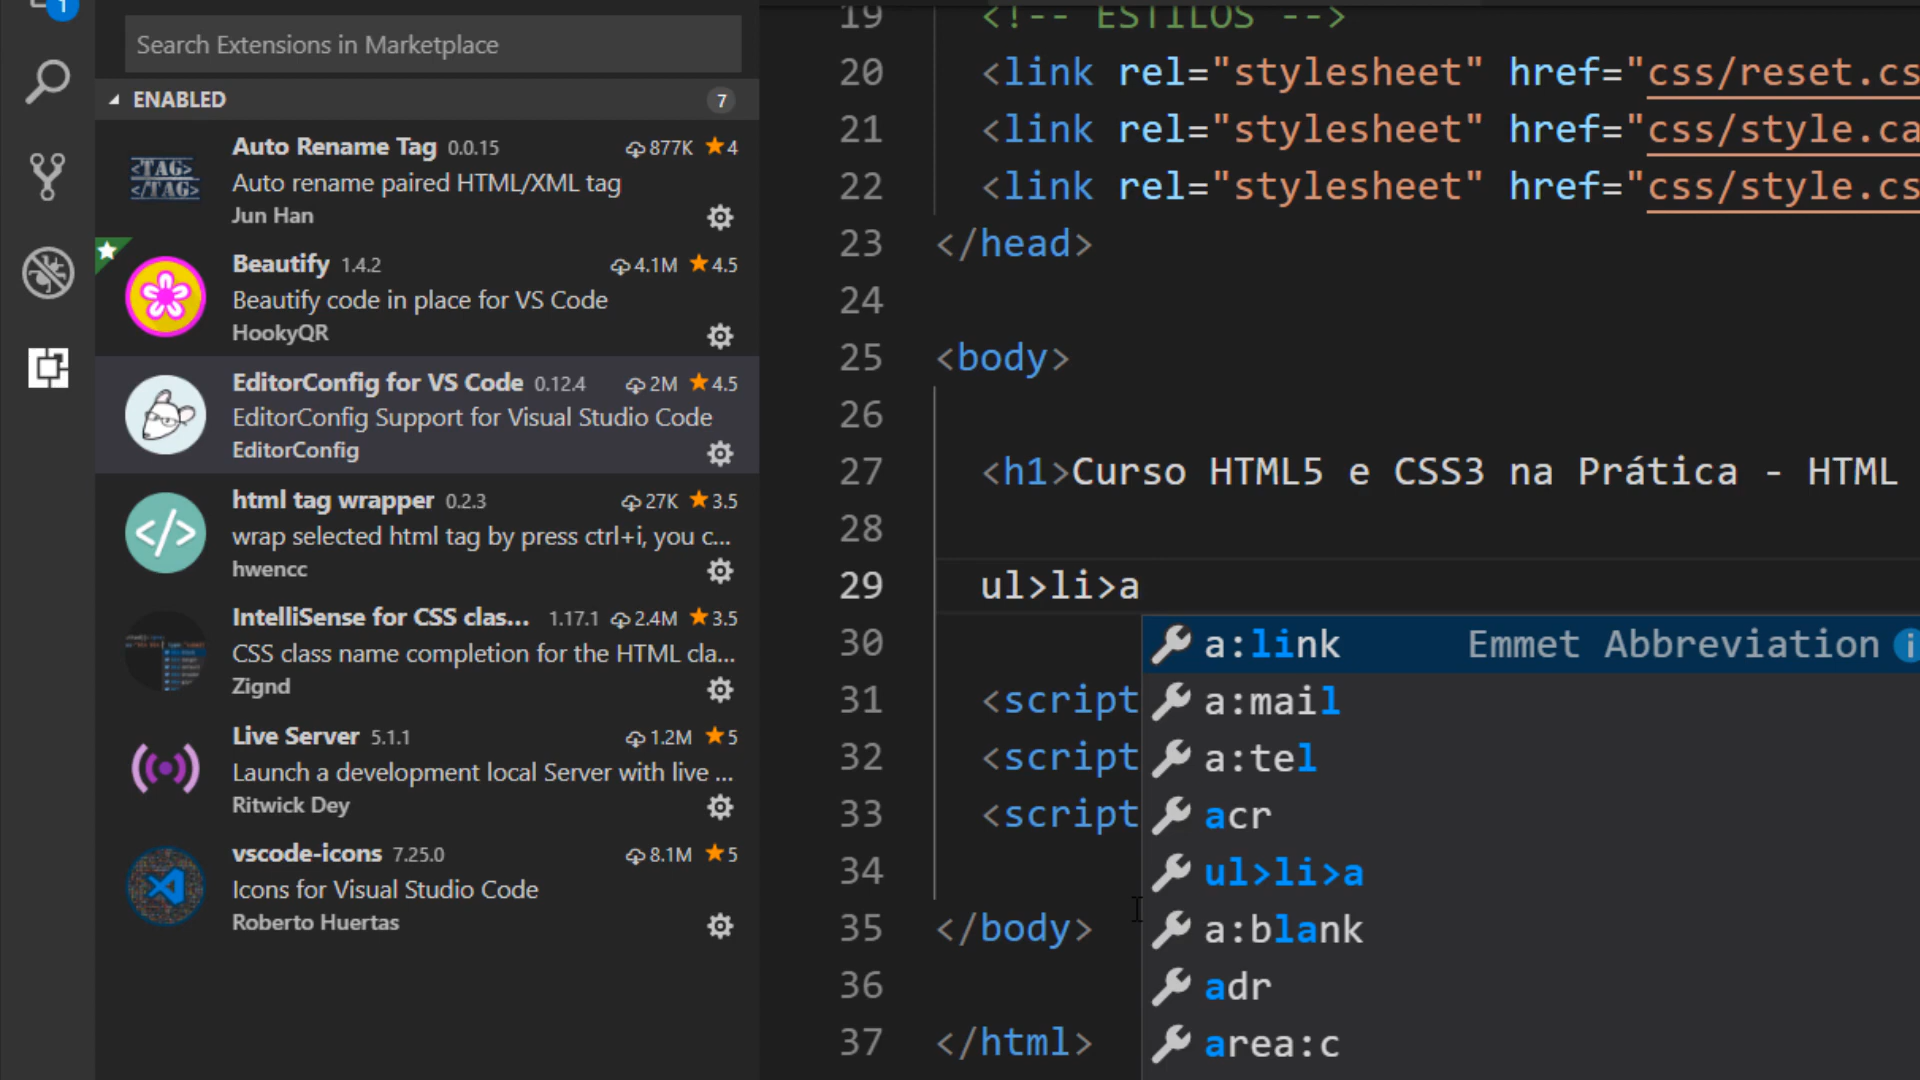 1
Search Extensions in Marketplace
ENABLED 7
<TAG>
</TAG>
Auto Rename Tag 0.0.15 877K 4
Auto rename paired HTML/XML tag
Jun Han
Beautify 1.4.2 4.1M 4.5
Beautify code in place for VS Code
HookyQR
EditorConfig for VS Code 0.12.4 2M 4.5
EditorConfig Support for Visual Studio Code
EditorConfig
</>
html tag wrapper 0.2.3 27K 3.5
wrap selected html tag by press ctrl+i, you c...
hwencc
IntelliSense for CSS clas... 1.17.1 2.4M 3.5
CSS class name completion for the HTML cla...
Zignd
Live Server 5.1.1 1.2M 5
Launch a development local Server with live ...
Ritwick Dey
vscode-icons 7.25.0 8.1M 5
Icons for Visual Studio Code
Roberto Huertas
19 <!-- ESTILOS -->
20 <link rel="stylesheet" href="css/reset.cs
21 <link rel="stylesheet" href="css/style.ca
22 <link rel="stylesheet" href="css/style.cs
23 </head>
24
25 <body>
26
27 <h1>Curso HTML5 e CSS3 na Prática - HTML
28
29 ul>li>a
30
31 <script
32 <script
33 <script
34
35 </body>
36
37 </html>
a:link Emmet Abbreviation
a:mail
a:tel
acr
ul>li>a
a:blank
adr
area:c